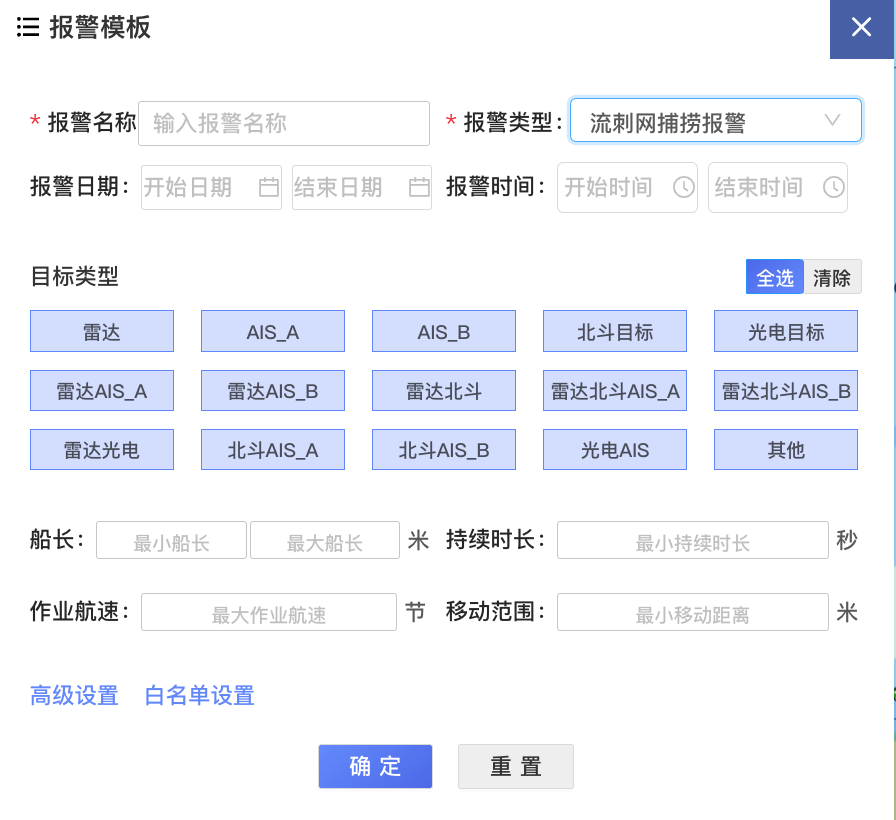 报警模板
* 报警名称 输入报警名称 * 报警类型: 流刺网捕捞报警
报警日期: 开始日期 结束日期 报警时间: 开始时间 结束时间
目标类型 全选 清除
雷达 AIS_A AIS_B 北斗目标 光电目标
雷达AIS_A 雷达AIS_B 雷达北斗 雷达北斗AIS_A 雷达北斗AIS_B
雷达光电 北斗AIS_A 北斗AIS_B 光电AIS 其他
船长: 最小船长 最大船长 米 持续时长: 最小持续时长 秒
作业航速: 最大作业航速 节 移动范围: 最小移动距离 米
高级设置 白名单设置
确定 重置